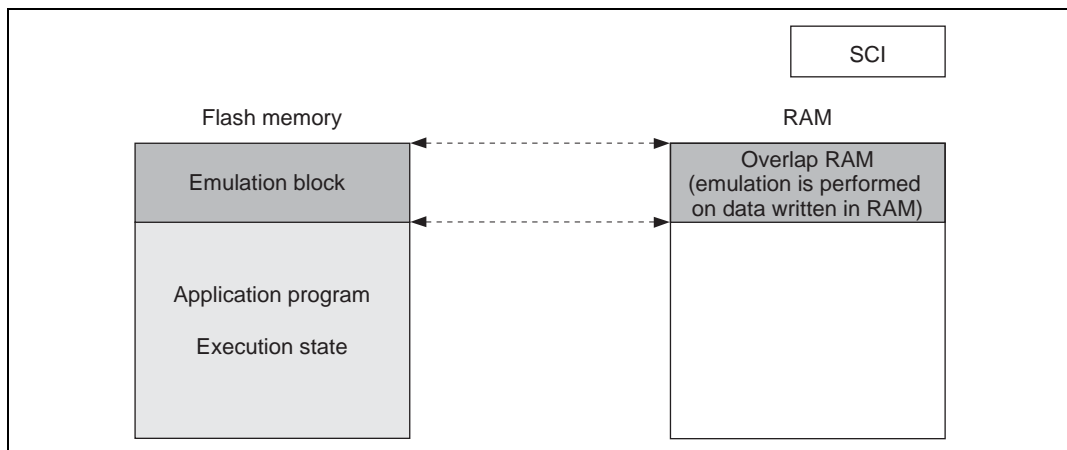 SCI
Flash memory
RAM
Emulation block
Overlap RAM
(emulation is performed
on data written in RAM)
Application program
Execution state